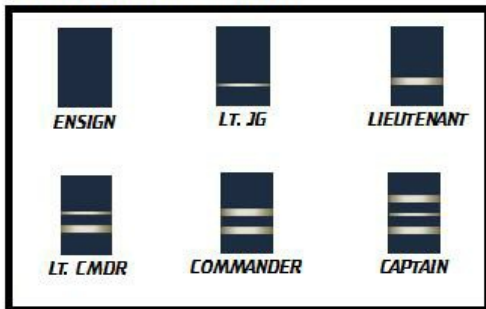 ENSIGN
LT. JG
LIEUTENANT
LT. CMDR
COMMANDER
CAPTAIN